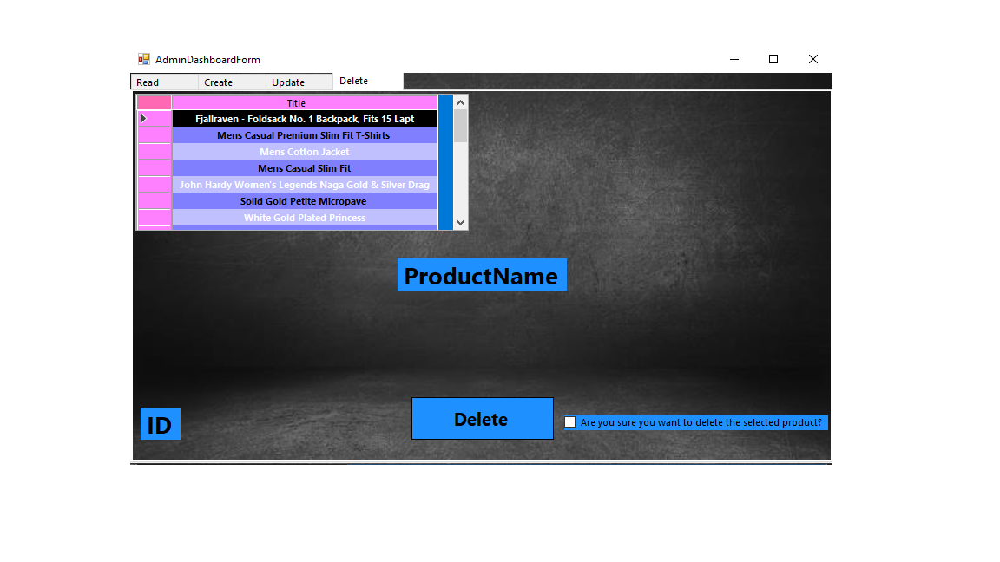 AdminDashboardForm
Read Create Update Delete
Title
Fjallraven - Foldsack No. 1 Backpack, Fits 15 Lapt
Mens Casual Premium Slim Fit T-Shirts
Mens Cotton Jacket
Mens Casual Slim Fit
John Hardy Women's Legends Naga Gold & Silver Drag
Solid Gold Petite Micropave
White Gold Plated Princess
ProductName
ID
Delete
Are you sure you want to delete the selected product?